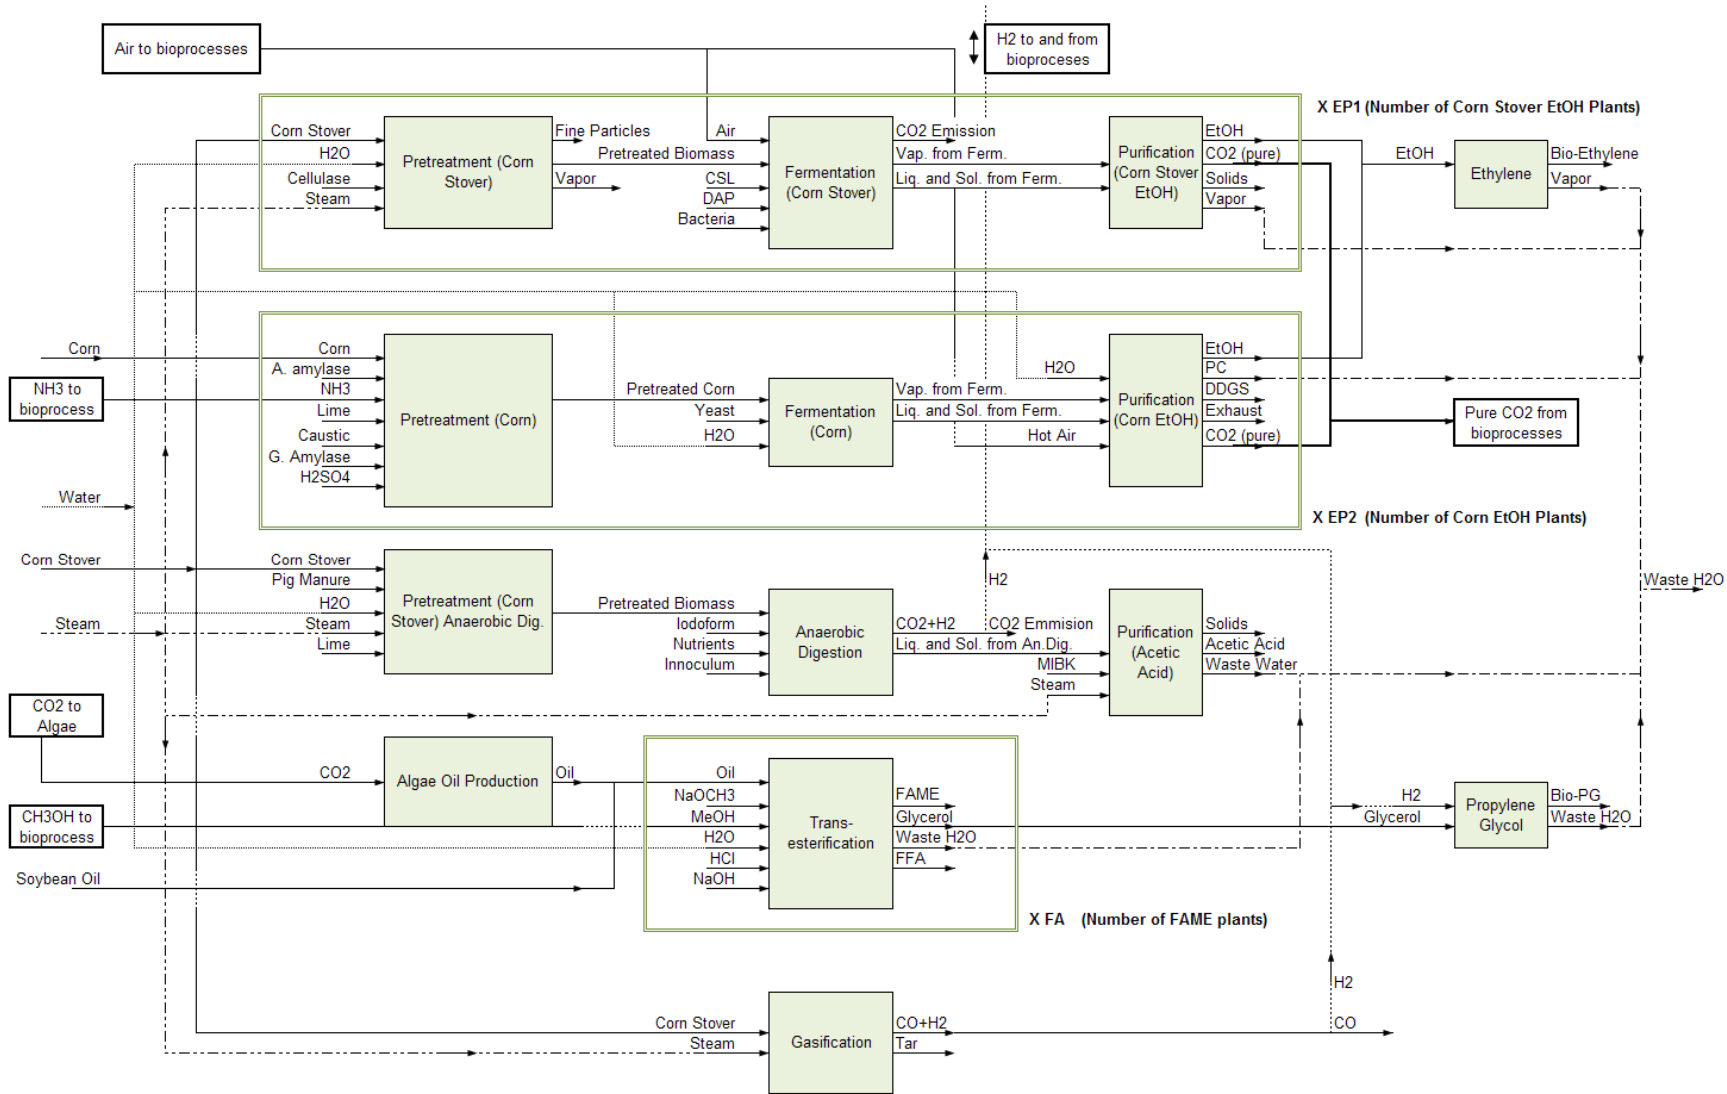 Air to bioprocesses
H2 to and from
bioproceses
X EP1 (Number of Corn Stover EtOH Plants)
Corn Stover
H2O
Cellulase
Steam
Pretreatment (Corn
Stover)
Fine Particles
Pretreated Biomass
Vapor
Air
CSL
DAP
Bacteria
Fermentation
(Corn Stover)
CO2 Emission
Vap. from Ferm.
Liq. and Sol. from Ferm.
Purification
(Corn Stover
EtOH)
EtOH
CO2 (pure)
Solids
Vapor
EtOH
Ethylene
Bio-Ethylene
Vapor
Corn
NH3 to
bioprocess
Corn
A. amylase
NH3
Lime
Caustic
G. Amylase
H2SO4
Pretreatment (Corn)
Pretreated Corn
Yeast
H2O
Fermentation
(Corn)
Vap. from Ferm.
Liq. and Sol. from Ferm.
H2O
Hot Air
Purification
(Corn EtOH)
EtOH
PC
DDGS
Exhaust
CO2 (pure)
Pure CO2 from
bioprocesses
Water
X EP2 (Number of Corn EtOH Plants)
Corn Stover
Steam
Corn Stover
Pig Manure
H2O
Steam
Lime
Pretreatment (Corn
Stover) Anaerobic Dig.
Pretreated Biomass
Iodoform
Nutrients
Innoculum
Anaerobic
Digestion
H2
CO2+H2
CO2 Emmision
Liq. and Sol. from An.Dig.
MIBK
Steam
Purification
(Acetic
Acid)
Solids
Acetic Acid
Waste Water
Waste H2O
CO2 to
Algae
CO2
Algae Oil Production
Oil
CH3OH to
bioprocess
Soybean Oil
Oil
NaOCH3
MeOH
H2O
HCl
NaOH
Trans-
esterification
FAME
Glycerol
Waste H2O
FFA
H2
Glycerol
Propylene
Glycol
Bio-PG
Waste H2O
X FA (Number of FAME plants)
Corn Stover
Steam
Gasification
CO+H2
Tar
H2
CO